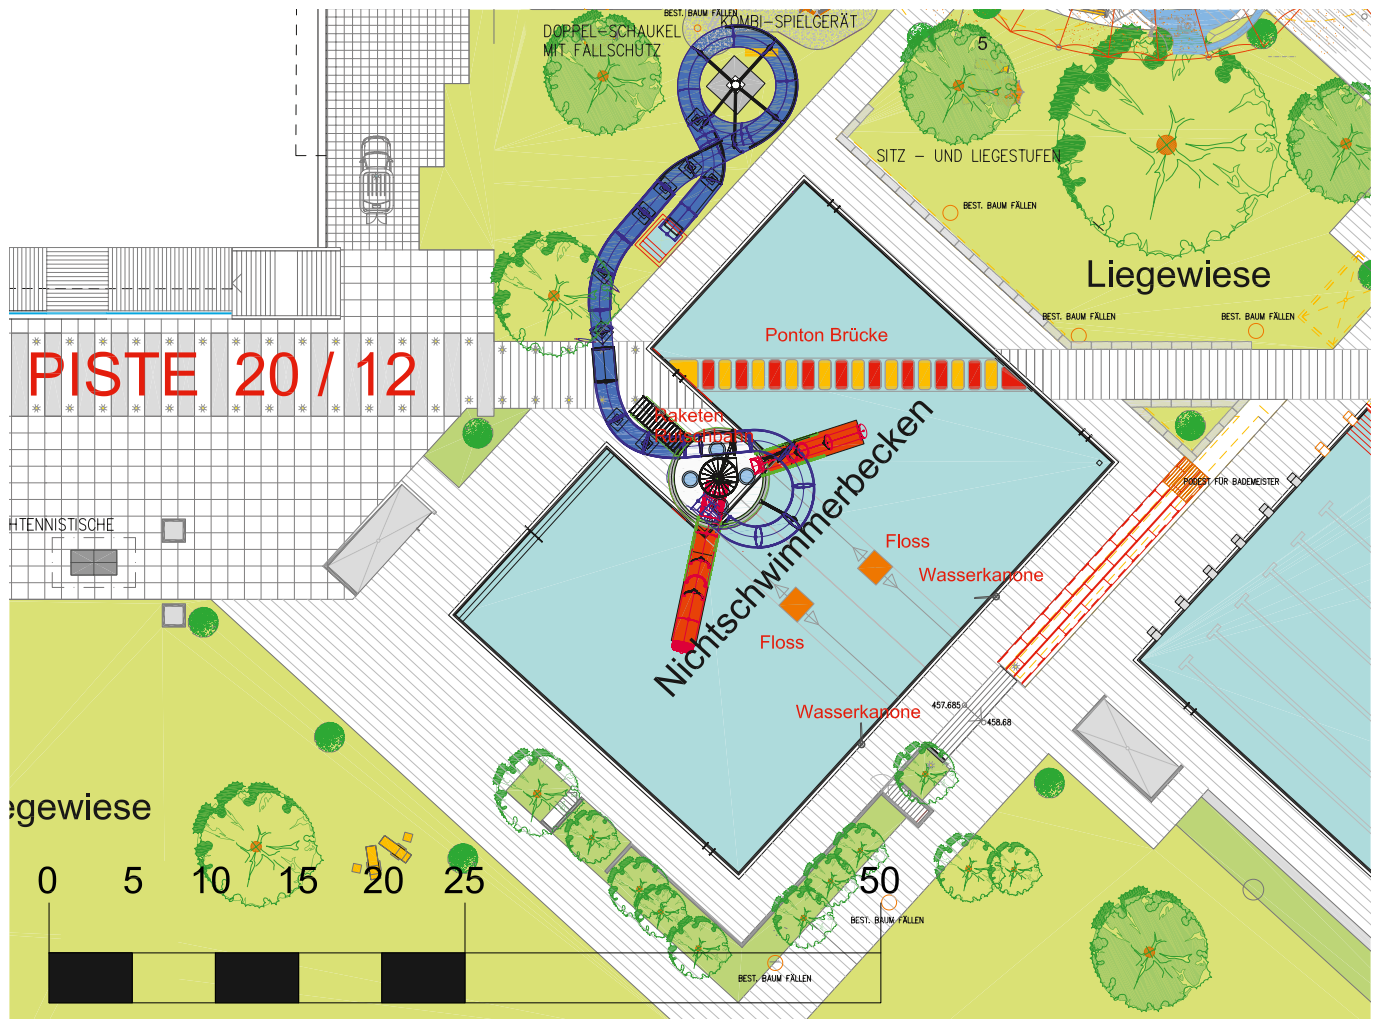 BEST. BAUM FÄLLEN
KOMBI-SPIELGERÄT
DOPPEL-SCHAUKEL
MIT FALLSCHUTZ
5
SITZ - UND LIEGESTUFEN
BEST. BAUM FÄLLEN
Liegewiese
BEST. BAUM FÄLLEN
BEST. BAUM FÄLLEN
Ponton Brücke
PISTE 20 / 12
Raketen
Rutschbahn
Nichtschwimmerbecken
PODEST FÜR BADEMEISTER
HTENNISTISCHE
Floss
Wasserkanone
Floss
457.685
458.68
Wasserkanone
egewiese
0 5 10 15 20 25 50
BEST. BAUM FÄLLEN
BEST. BAUM FÄLLEN